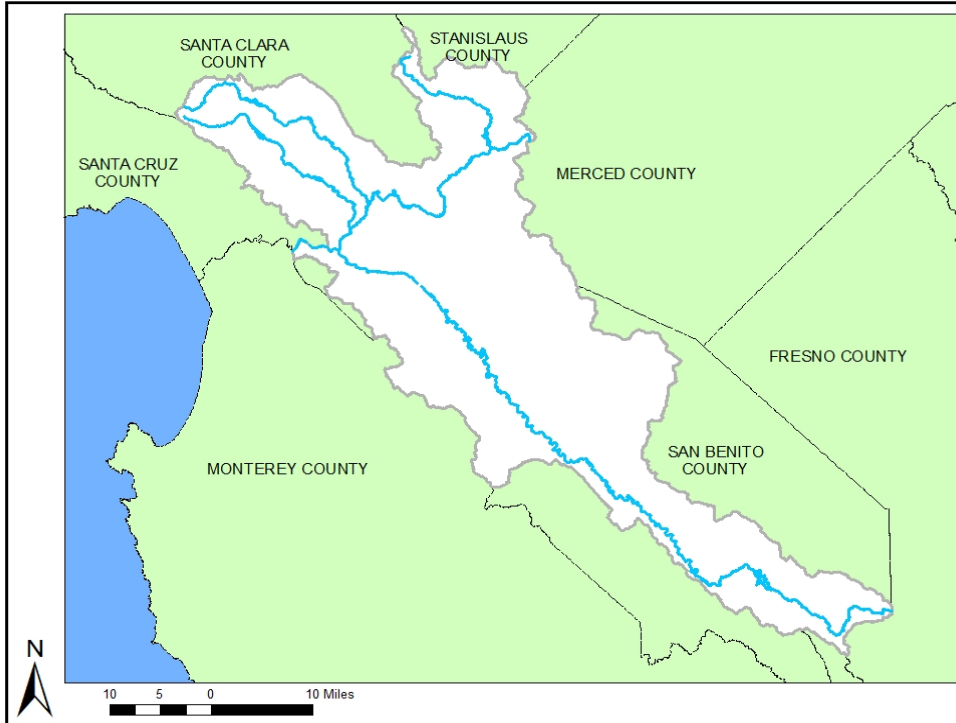 SANTA CLARA
COUNTY
STANISLAUS
COUNTY
SANTA CRUZ
COUNTY
MERCED COUNTY
FRESNO COUNTY
SAN BENITO
COUNTY
MONTEREY COUNTY
N
10 5 0 10 Miles